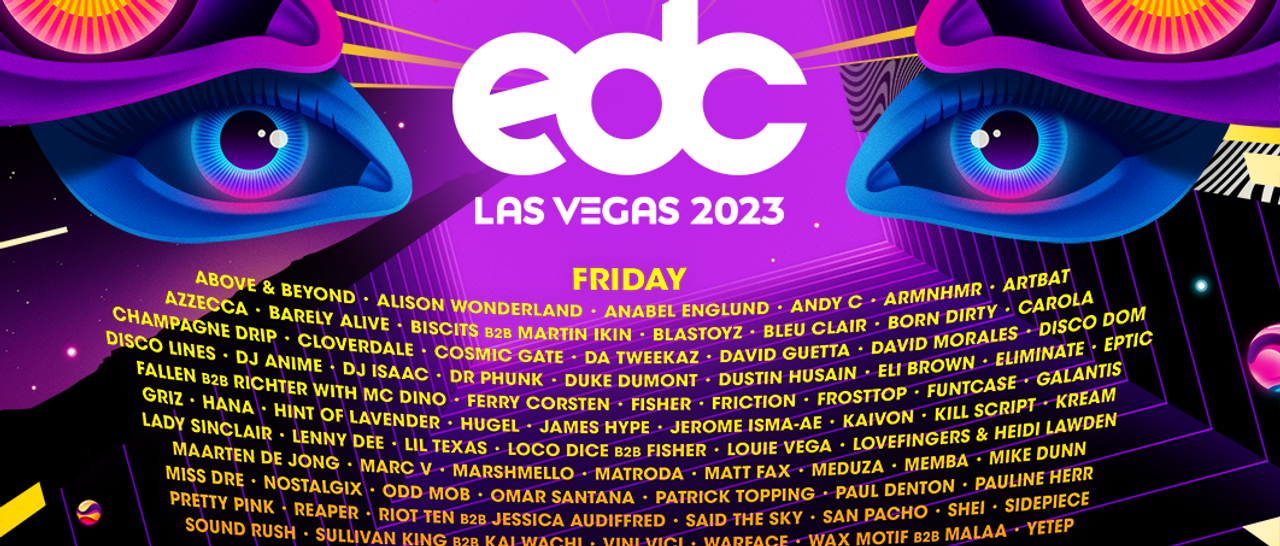 edc
LAS VEGAS 2023
FRIDAY
ABOVE & BEYOND · ALISON WONDERLAND · ANABEL ENGLUND · ANDY C · ARMNHMR · ARTBAT
AZZECCA · BARELY ALIVE · BISCITS B2B MARTIN IKIN · BLASTOYZ · BLEU CLAIR · BORN DIRTY · CAROLA
CHAMPAGNE DRIP · CLOVERDALE · COSMIC GATE · DA TWEEKAZ · DAVID GUETTA · DAVID MORALES · DISCO DOM
DISCO LINES · DJ ANIME · DJ ISAAC · DR PHUNK · DUKE DUMONT · DUSTIN HUSAIN · ELI BROWN · ELIMINATE · EPTIC
FALLEN B2B RICHTER WITH MC DINO · FERRY CORSTEN · FISHER · FRICTION · FROSTTOP · FUNTCASE · GALANTIS
GRIZ · HANA · HINT OF LAVENDER · HUGEL · JAMES HYPE · JEROME ISMA-AE · KAIVON · KILL SCRIPT · KREAM
LADY SINCLAIR · LENNY DEE · LIL TEXAS · LOCO DICE B2B FISHER · LOUIE VEGA · LOVEFINGERS & HEIDI LAWDEN
MAARTEN DE JONG · MARC V · MARSHMELLO · MATRODA · MATT FAX · MEDUZA · MEMBA · MIKE DUNN
MISS DRE · NOSTALGIX · ODD MOB · OMAR SANTANA · PATRICK TOPPING · PAUL DENTON · PAULINE HERR
PRETTY PINK · REAPER · RIOT TEN B2B JESSICA AUDIFFRED · SAID THE SKY · SAN PACHO · SHEI · SIDEPIECE
SOUND RUSH · SULLIVAN KING B2B KAI WACHI · VINI VICI · WARFACE · WAX MOTIF B2B MALAA · YETEP